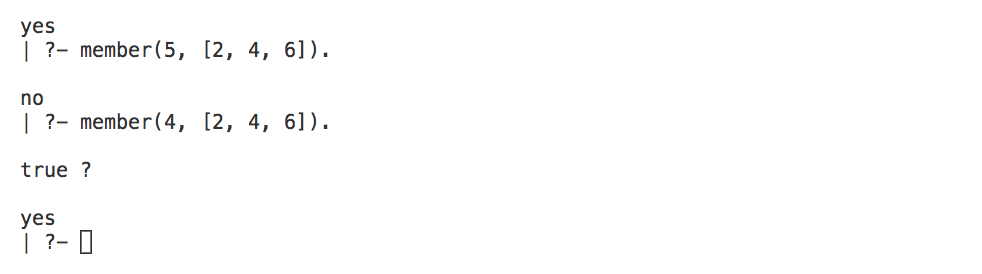 yes
| ?- member(5, [2, 4, 6]).
no
| ?- member(4, [2, 4, 6]).
true ?
yes
| ?-